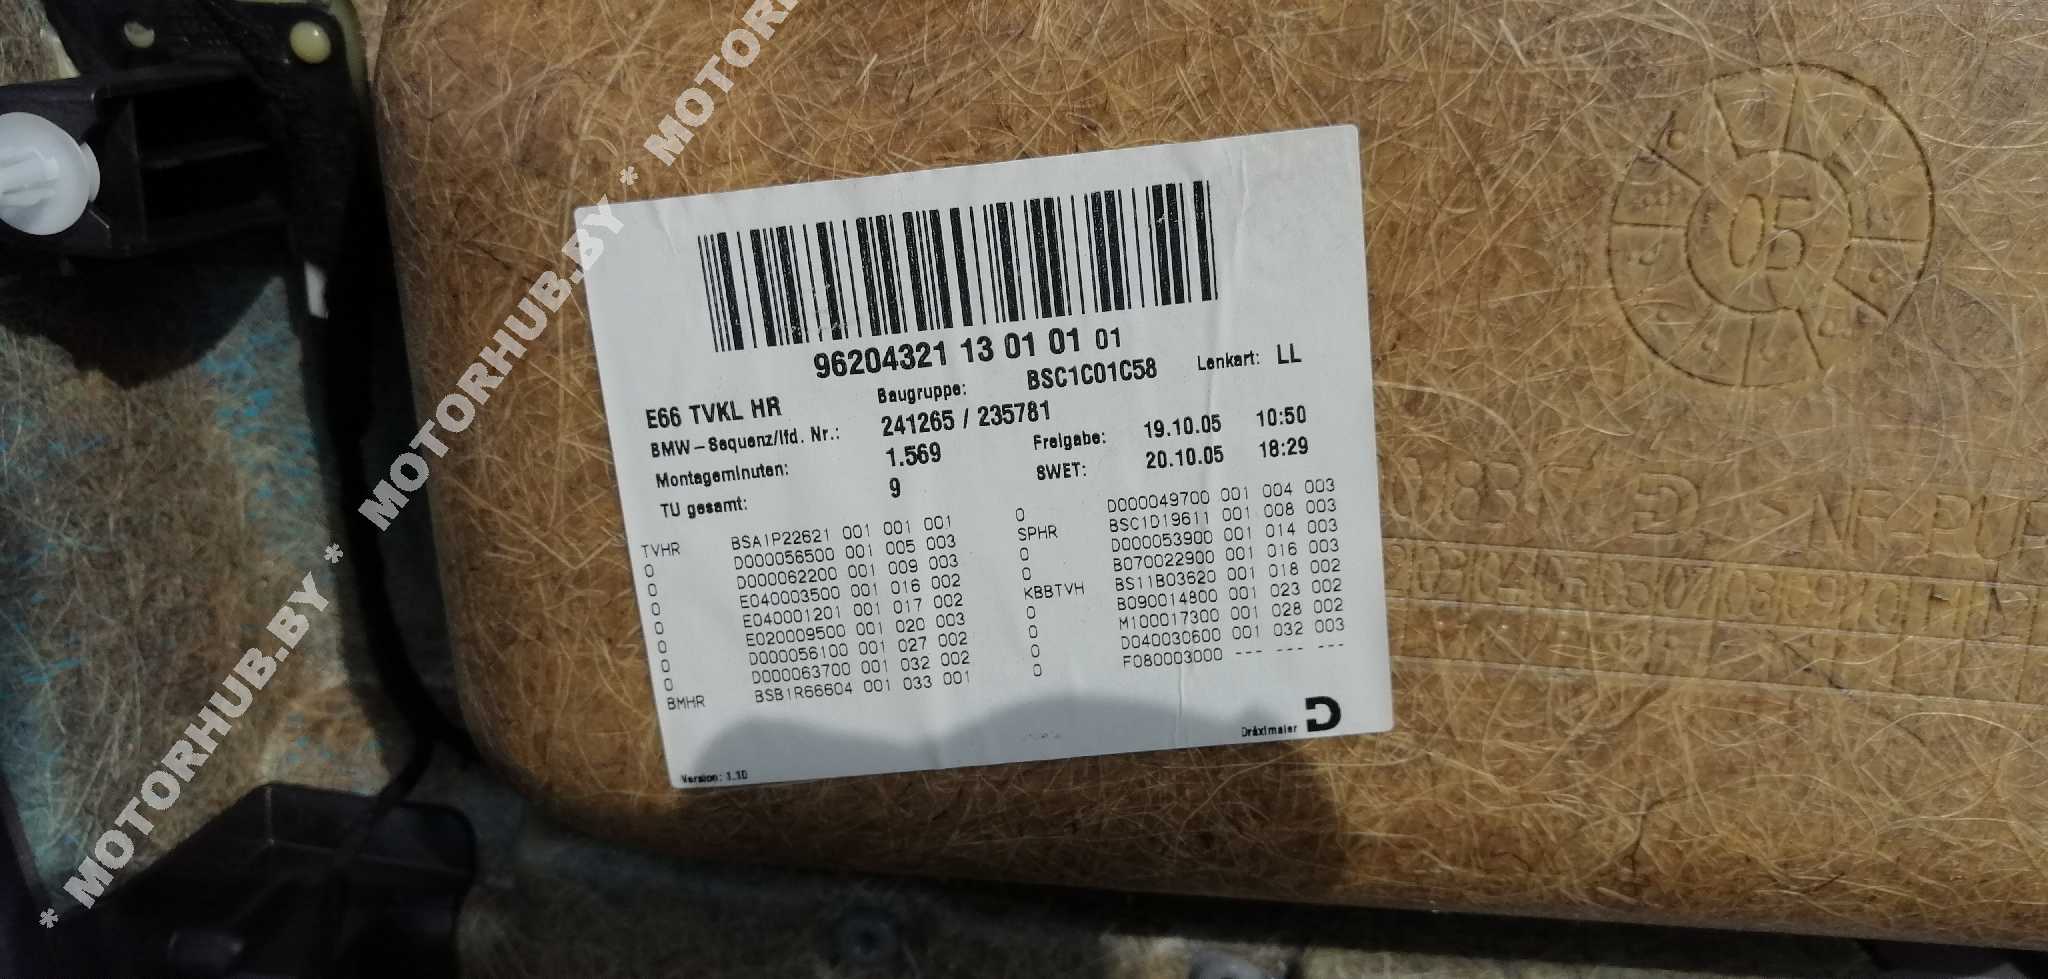 96204321 13 01 01 01
E66 TVKL HR Baugruppe: BSC1C01C58 Lenkart: LL
BMW-Sequenz/lfd. Nr.: 241265 / 235781
Montageminuten: 1.569 Freigabe: 19.10.05 10:50
TU gesamt: 9 SWET: 20.10.05 18:29
TVHR BSA1P22621 001 001 001
0 D000056500 001 005 003
0 D000062200 001 009 003
0 E040003500 001 016 002
0 E040001201 001 017 002
0 E020009500 001 020 003
0 D000056100 001 027 002
0 D000063700 001 032 002
BMHR BSB1R66604 001 033 001
0 D000049700 001 004 003
SPHR BSC1D19611 001 008 003
0 D000053900 001 014 003
0 B070022900 001 016 003
KBBTVH BS11B03620 001 018 002
0 B090014800 001 023 002
0 M100017300 001 028 002
0 D040030600 001 032 003
0 F080003000 --- --- ---
Version: 1.10
Dräxlmaier
05
* MOTORHUB.BY * MOTORHUB.BY * MOTORHUB.BY * MOTORH